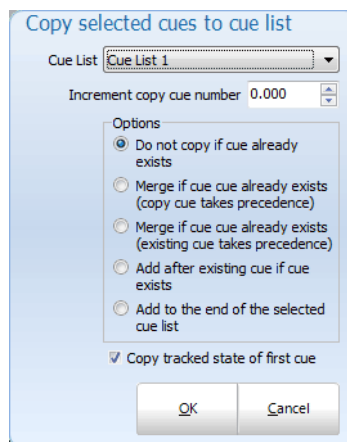 Copy selected cues to cue list
Cue List Cue List 1
Increment copy cue number 0.000
Options
Do not copy if cue already
exists
Merge if cue cue already exists
(copy cue takes precedence)
Merge if cue cue already exists
(existing cue takes precedence)
Add after existing cue if cue
exists
Add to the end of the selected
cue list
Copy tracked state of first cue
OK Cancel